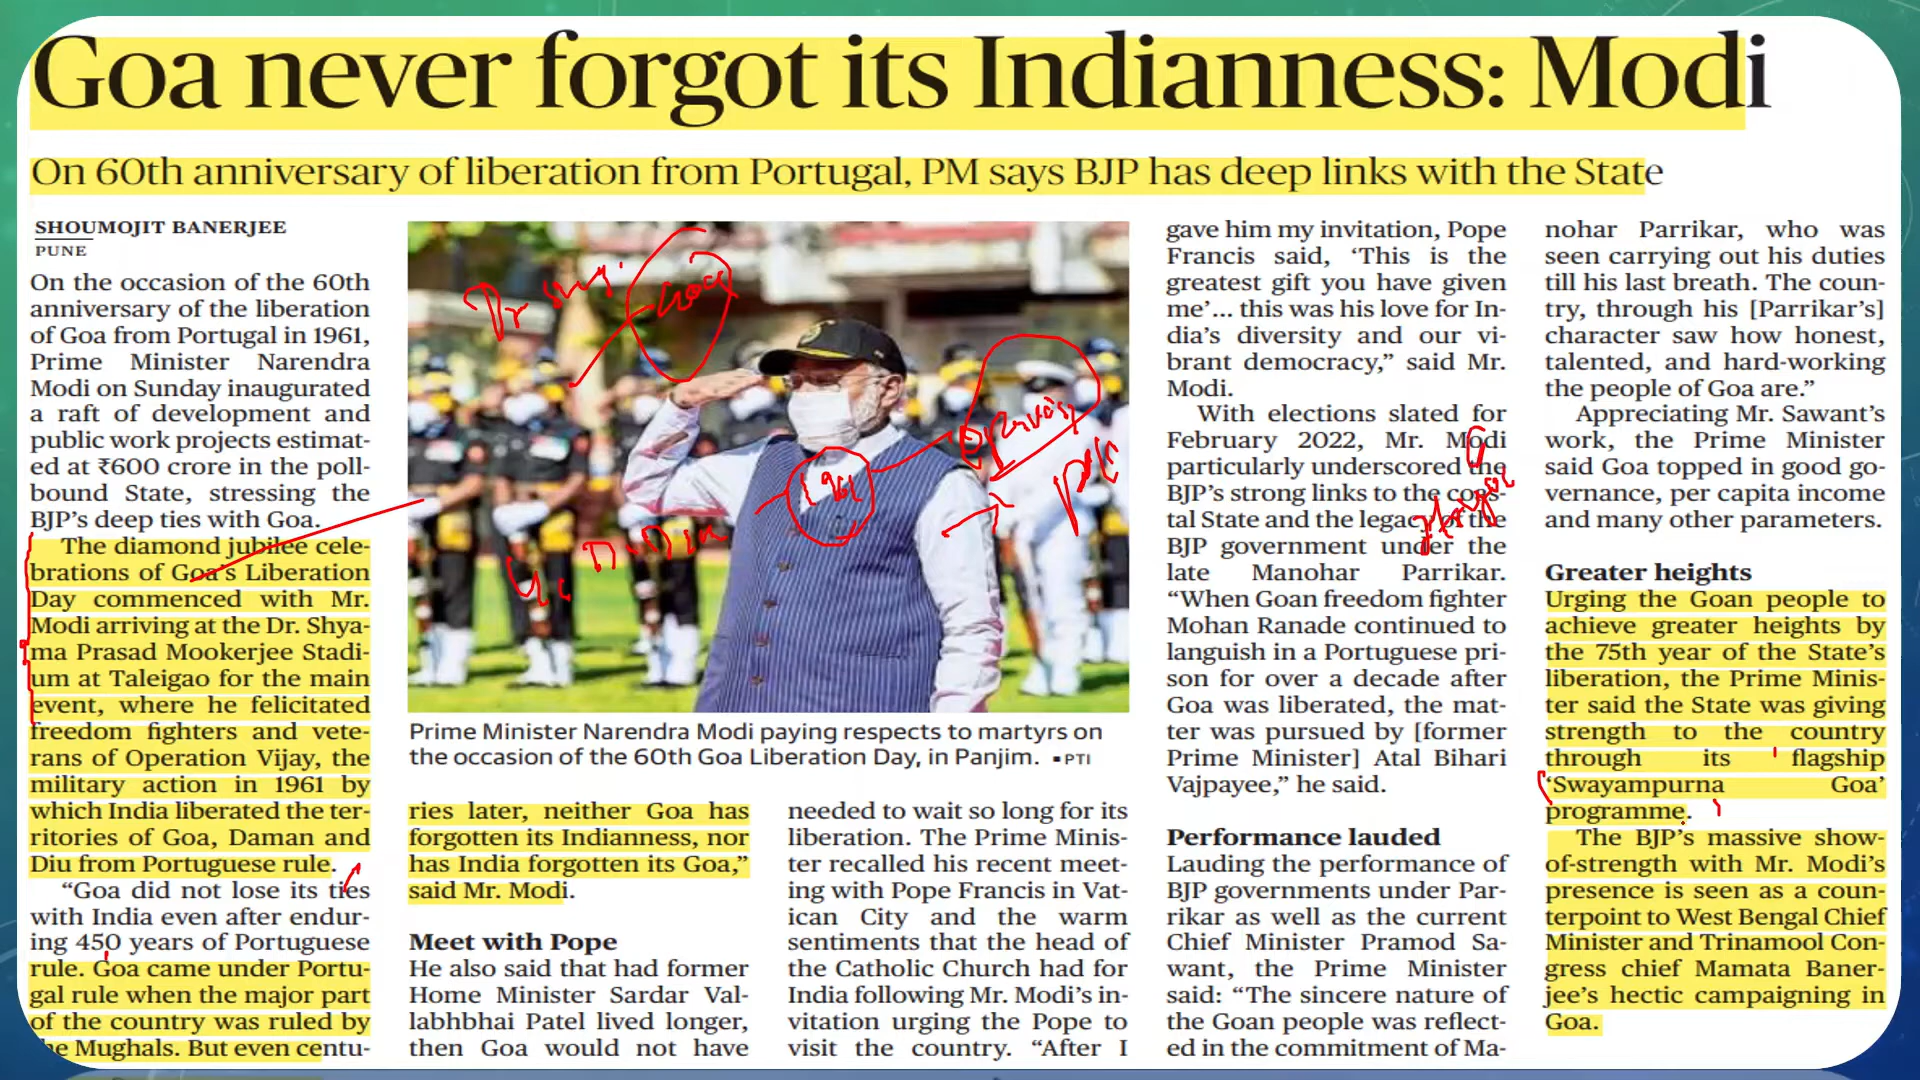 Goa never forgot its Indianness: Modi
On 60th anniversary of liberation from Portugal, PM says BJP has deep links with the State
SHOUMOJIT BANERJEE
PUNE
On the occasion of the 60th
anniversary of the liberation
of Goa from Portugal in 1961,
Prime Minister Narendra
Modi on Sunday inaugurated
a raft of development and
public work projects estimat-
ed at ₹600 crore in the poll-
bound State, stressing the
BJP's deep ties with Goa.
The diamond jubilee cele-
brations of Goa's Liberation
Day commenced with Mr.
Modi arriving at the Dr. Shya-
ma Prasad Mookerjee Stadi-
um at Taleigao for the main
event, where he felicitated
freedom fighters and vete-
rans of Operation Vijay, the
military action in 1961 by
which India liberated the ter-
ritories of Goa, Daman and
Diu from Portuguese rule.
“Goa did not lose its ties
with India even after endur-
ing 450 years of Portuguese
rule. Goa came under Portu-
gal rule when the major part
of the country was ruled by
the Mughals. But even centu-
Goa
1961
Prime Minister Narendra Modi paying respects to martyrs on
the occasion of the 60th Goa Liberation Day, in Panjim. ▪ PTI
ries later, neither Goa has
forgotten its Indianness, nor
has India forgotten its Goa,”
said Mr. Modi.
Meet with Pope
He also said that had former
Home Minister Sardar Val-
labhbhai Patel lived longer,
then Goa would not have
needed to wait so long for its
liberation. The Prime Minis-
ter recalled his recent meet-
ing with Pope Francis in Vat-
ican City and the warm
sentiments that the head of
the Catholic Church had for
India following Mr. Modi's in-
vitation urging the Pope to
visit the country. “After I
gave him my invitation, Pope
Francis said, ‘This is the
greatest gift you have given
me’... this was his love for In-
dia's diversity and our vi-
brant democracy,” said Mr.
Modi.
With elections slated for
February 2022, Mr. Modi
particularly underscored the
BJP's strong links to the coas-
tal State and the legacy of the
BJP government under the
late Manohar Parrikar.
“When Goan freedom fighter
Mohan Ranade continued to
languish in a Portuguese pri-
son for over a decade after
Goa was liberated, the mat-
ter was pursued by [former
Prime Minister] Atal Bihari
Vajpayee,” he said.
Performance lauded
Lauding the performance of
BJP governments under Par-
rikar as well as the current
Chief Minister Pramod Sa-
want, the Prime Minister
said: “The sincere nature of
the Goan people was reflect-
ed in the commitment of Ma-
nohar Parrikar, who was
seen carrying out his duties
till his last breath. The coun-
try, through his [Parrikar's]
character saw how honest,
talented, and hard-working
the people of Goa are.”
Appreciating Mr. Sawant's
work, the Prime Minister
said Goa topped in good go-
vernance, per capita income
and many other parameters.
Greater heights
Urging the Goan people to
achieve greater heights by
the 75th year of the State's
liberation, the Prime Minis-
ter said the State was giving
strength to the country
through its flagship
‘Swayampurna Goa’
programme.
The BJP's massive show-
of-strength with Mr. Modi's
presence is seen as a coun-
terpoint to West Bengal Chief
Minister and Trinamool Con-
gress chief Mamata Baner-
jee's hectic campaigning in
Goa.